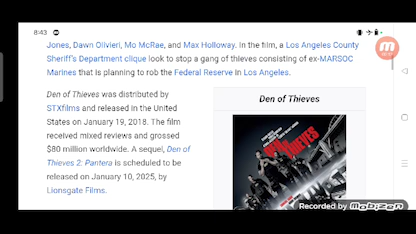 8:43
Jones, Dawn Olivieri, Mo McRae, and Max Holloway. In the film, a Los Angeles County
Sheriff's Department clique look to stop a gang of thieves consisting of ex-MARSOC
Marines that is planning to rob the Federal Reserve in Los Angeles.
Den of Thieves was distributed by
STXfilms and released in the United
States on January 19, 2018. The film
received mixed reviews and grossed
$80 million worldwide. A sequel, Den of
Thieves 2: Pantera is scheduled to be
released on January 10, 2025, by
Lionsgate Films.
Den of Thieves
DEN OF
THIEVES
Recorded by Mobizen